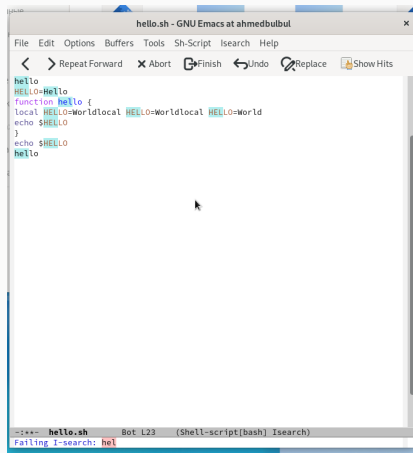 hello.sh - GNU Emacs at ahmedbulbul
File Edit Options Buffers Tools Sh-Script Isearch Help
Repeat Forward Abort Finish Undo Replace Show Hits
hello
HELLO=Hello
function hello {
local HELLO=Worldlocal HELLO=Worldlocal HELLO=World
echo $HELLO
}
echo $HELLO
hello
-:**- hello.sh Bot L23 (Shell-script[bash] Isearch)
Failing I-search: hel